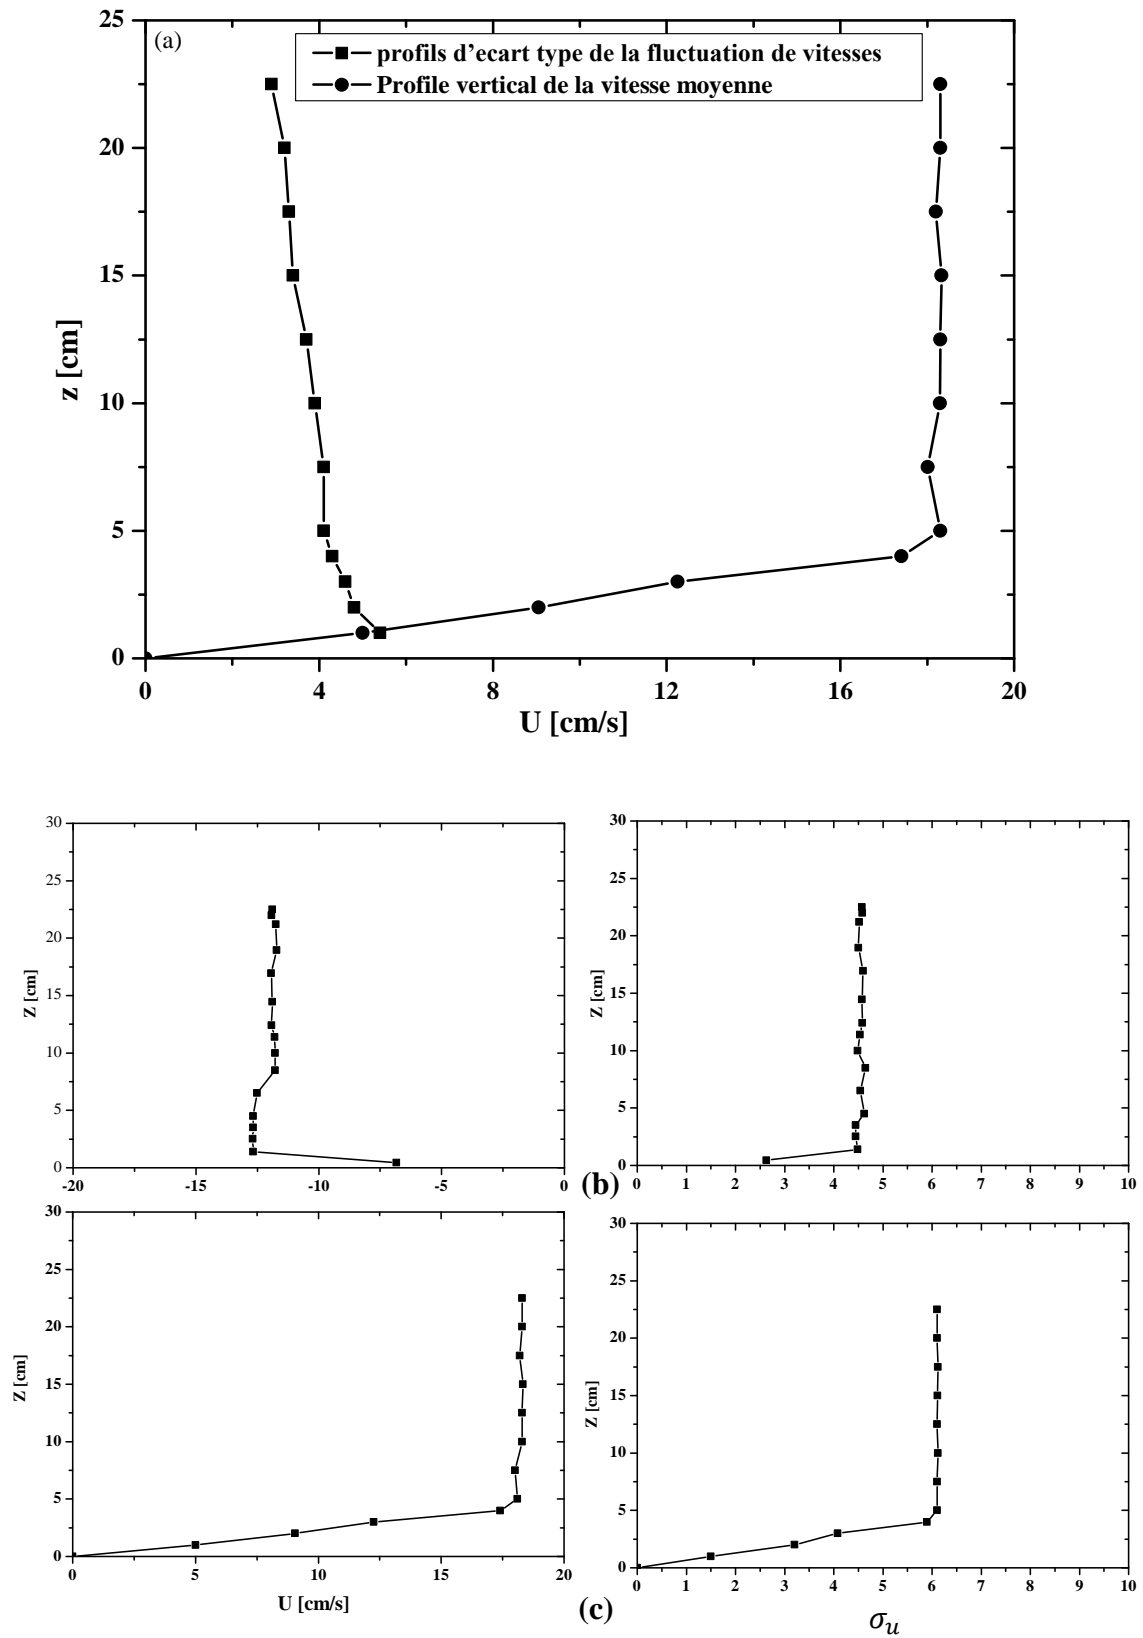 (a)
profils d'ecart type de la fluctuation de vitesses
Profile vertical de la vitesse moyenne
25
20
15
10
5
0
z [cm]
0 4 8 12 16 20
U [cm/s]
30
25
20
15
10
5
0
Z [cm]
-20 -15 -10 -5 0
30
25
20
15
10
5
0
Z [cm]
0 1 2 3 4 5 6 7 8 9 10
(b)
30
25
20
15
10
5
0
Z [cm]
0 5 10 15 20
U [cm/s]
30
25
20
15
10
5
0
Z [cm]
0 1 2 3 4 5 6 7 8 9 10
(c)
σu